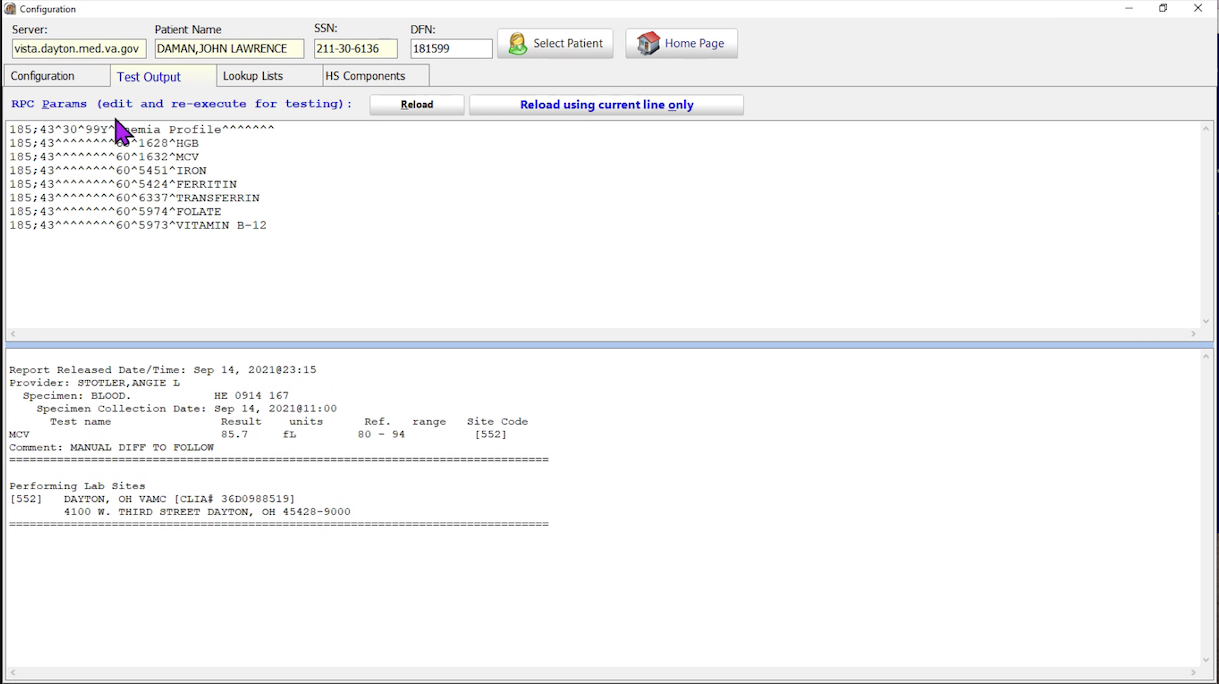 Configuration
Server: Patient Name SSN: DFN:
vista.dayton.med.va.gov DAMAN,JOHN LAWRENCE 211-30-6136 181599 Select Patient Home Page
Configuration Test Output Lookup Lists HS Components
RPC Params (edit and re-execute for testing): Reload Reload using current line only
185;43^30^99Y^ Profile^^^^^^^
185;43^^^^^^^^60^1628^HGB
185;43^^^^^^^^60^1632^MCV
185;43^^^^^^^^60^5451^IRON
185;43^^^^^^^^60^5424^FERRITIN
185;43^^^^^^^^60^6337^TRANSFERRIN
185;43^^^^^^^^60^5974^FOLATE
185;43^^^^^^^^60^5973^VITAMIN B-12
Report Released Date/Time: Sep 14, 2021@23:15
Provider: STOTLER,ANGIE L
Specimen: BLOOD. HE 0914 167
Specimen Collection Date: Sep 14, 2021@11:00
Test name Result units Ref. range Site Code
MCV 85.7 fL 80 - 94 [552]
Comment: MANUAL DIFF TO FOLLOW
===============================================================================
Performing Lab Sites
[552] DAYTON, OH VAMC [CLIA# 36D0988519]
4100 W. THIRD STREET DAYTON, OH 45428-9000
===============================================================================